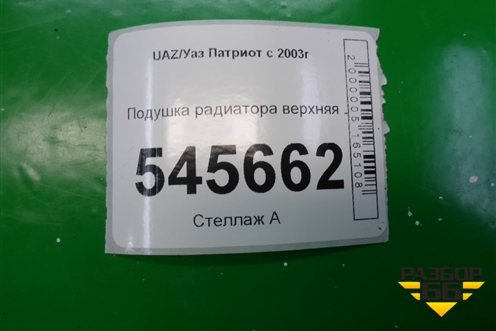 UAZ/Уаз Патриот с 2003г
Подушка радиатора верхняя
545662
Стеллаж А
2000005165108
РАЗБОР
66